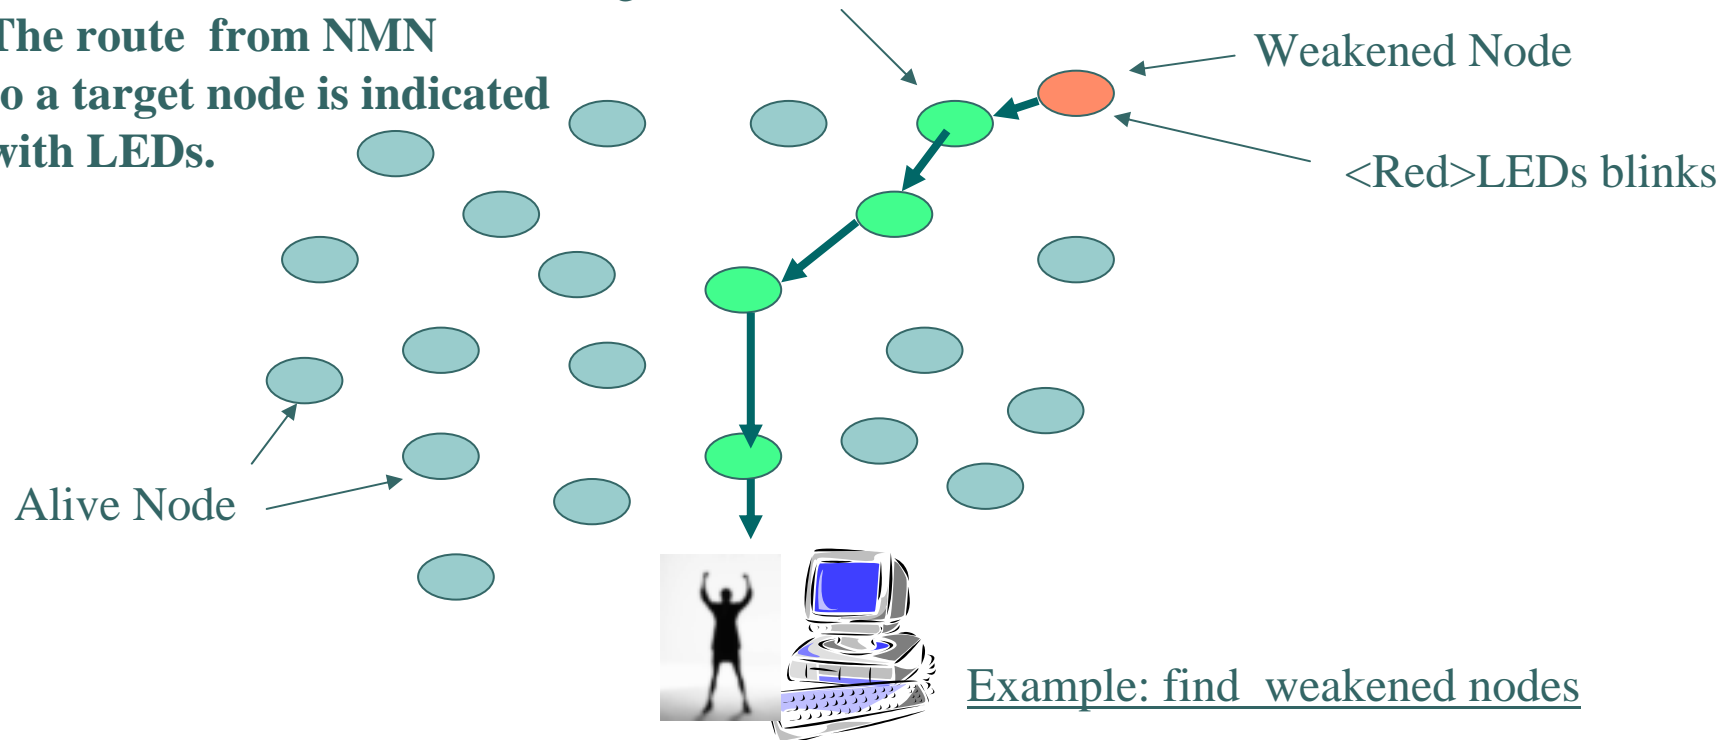 The route from NMN
to a target node is indicated
with LEDs.
Weakened Node
<Red>LEDs blinks
Alive Node
Example: find weakened nodes